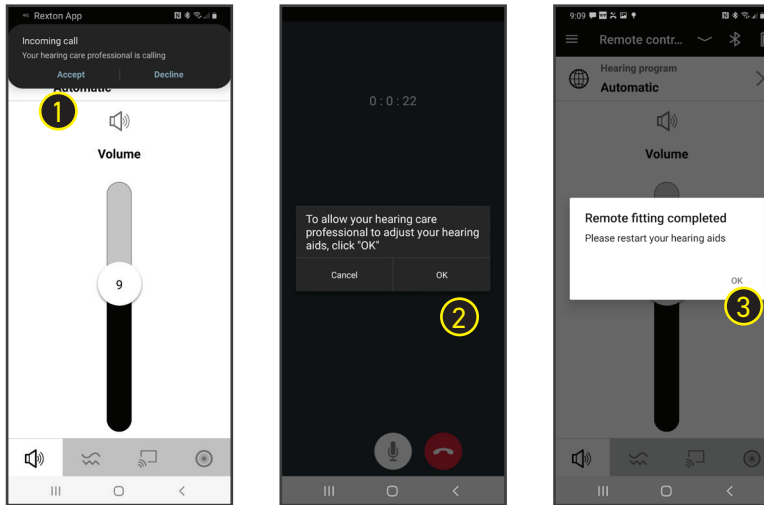 Rexton App
Incoming call
Your hearing care professional is calling
Accept
Decline
Automatic
1
Volume
9
0 : 0 : 22
To allow your hearing care
professional to adjust your hearing
aids, click "OK"
Cancel
OK
2
9:09
Remote contr...
Hearing program
Automatic
Volume
Remote fitting completed
Please restart your hearing aids
OK
3